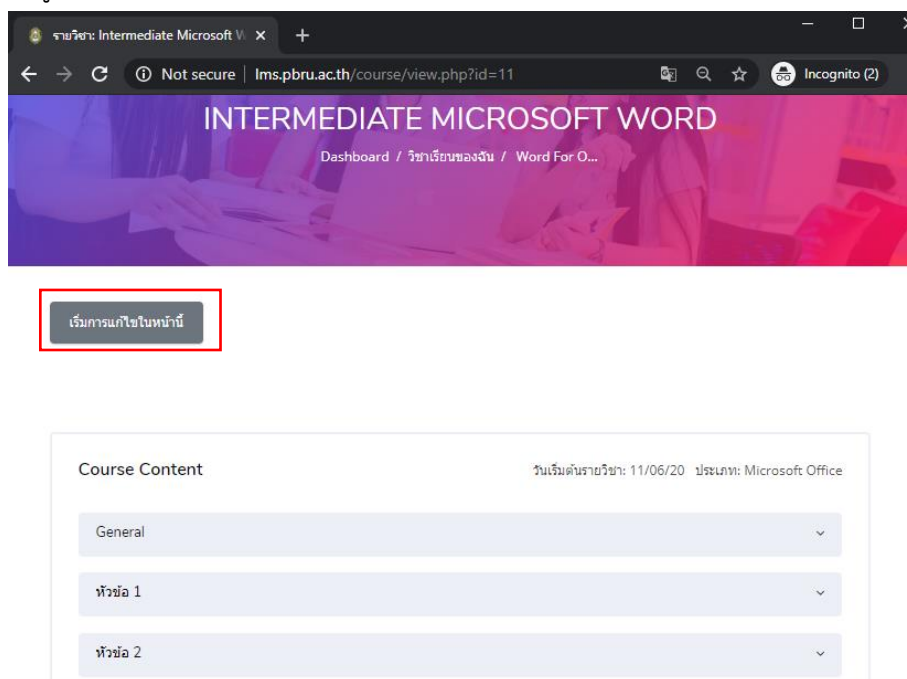 รายวิชา: Intermediate Microsoft W
Not secure | lms.pbru.ac.th/course/view.php?id=11
Incognito (2)
INTERMEDIATE MICROSOFT WORD
Dashboard / วิชาเรียนของฉัน / Word For O...
เริ่มการแก้ไขในหน้านี้
Course Content
วันเริ่มต้นรายวิชา: 11/06/20 ประเภท: Microsoft Office
General
หัวข้อ 1
หัวข้อ 2